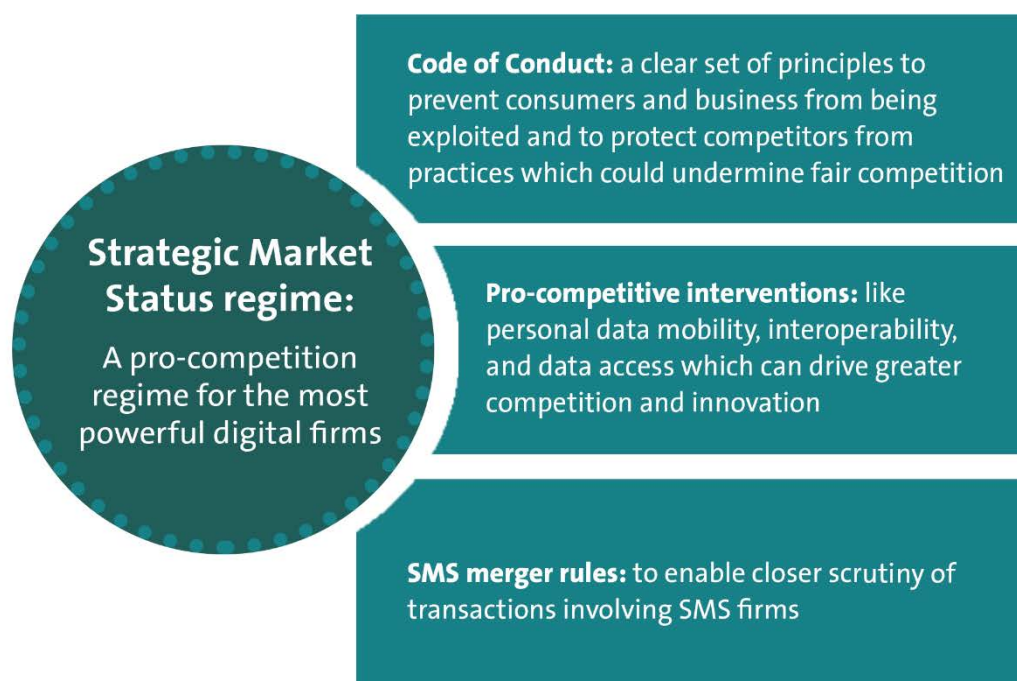 Strategic Market
Status regime:
A pro-competition
regime for the most
powerful digital firms
Code of Conduct: a clear set of principles to
prevent consumers and business from being
exploited and to protect competitors from
practices which could undermine fair competition
Pro-competitive interventions: like
personal data mobility, interoperability,
and data access which can drive greater
competition and innovation
SMS merger rules: to enable closer scrutiny of
transactions involving SMS firms